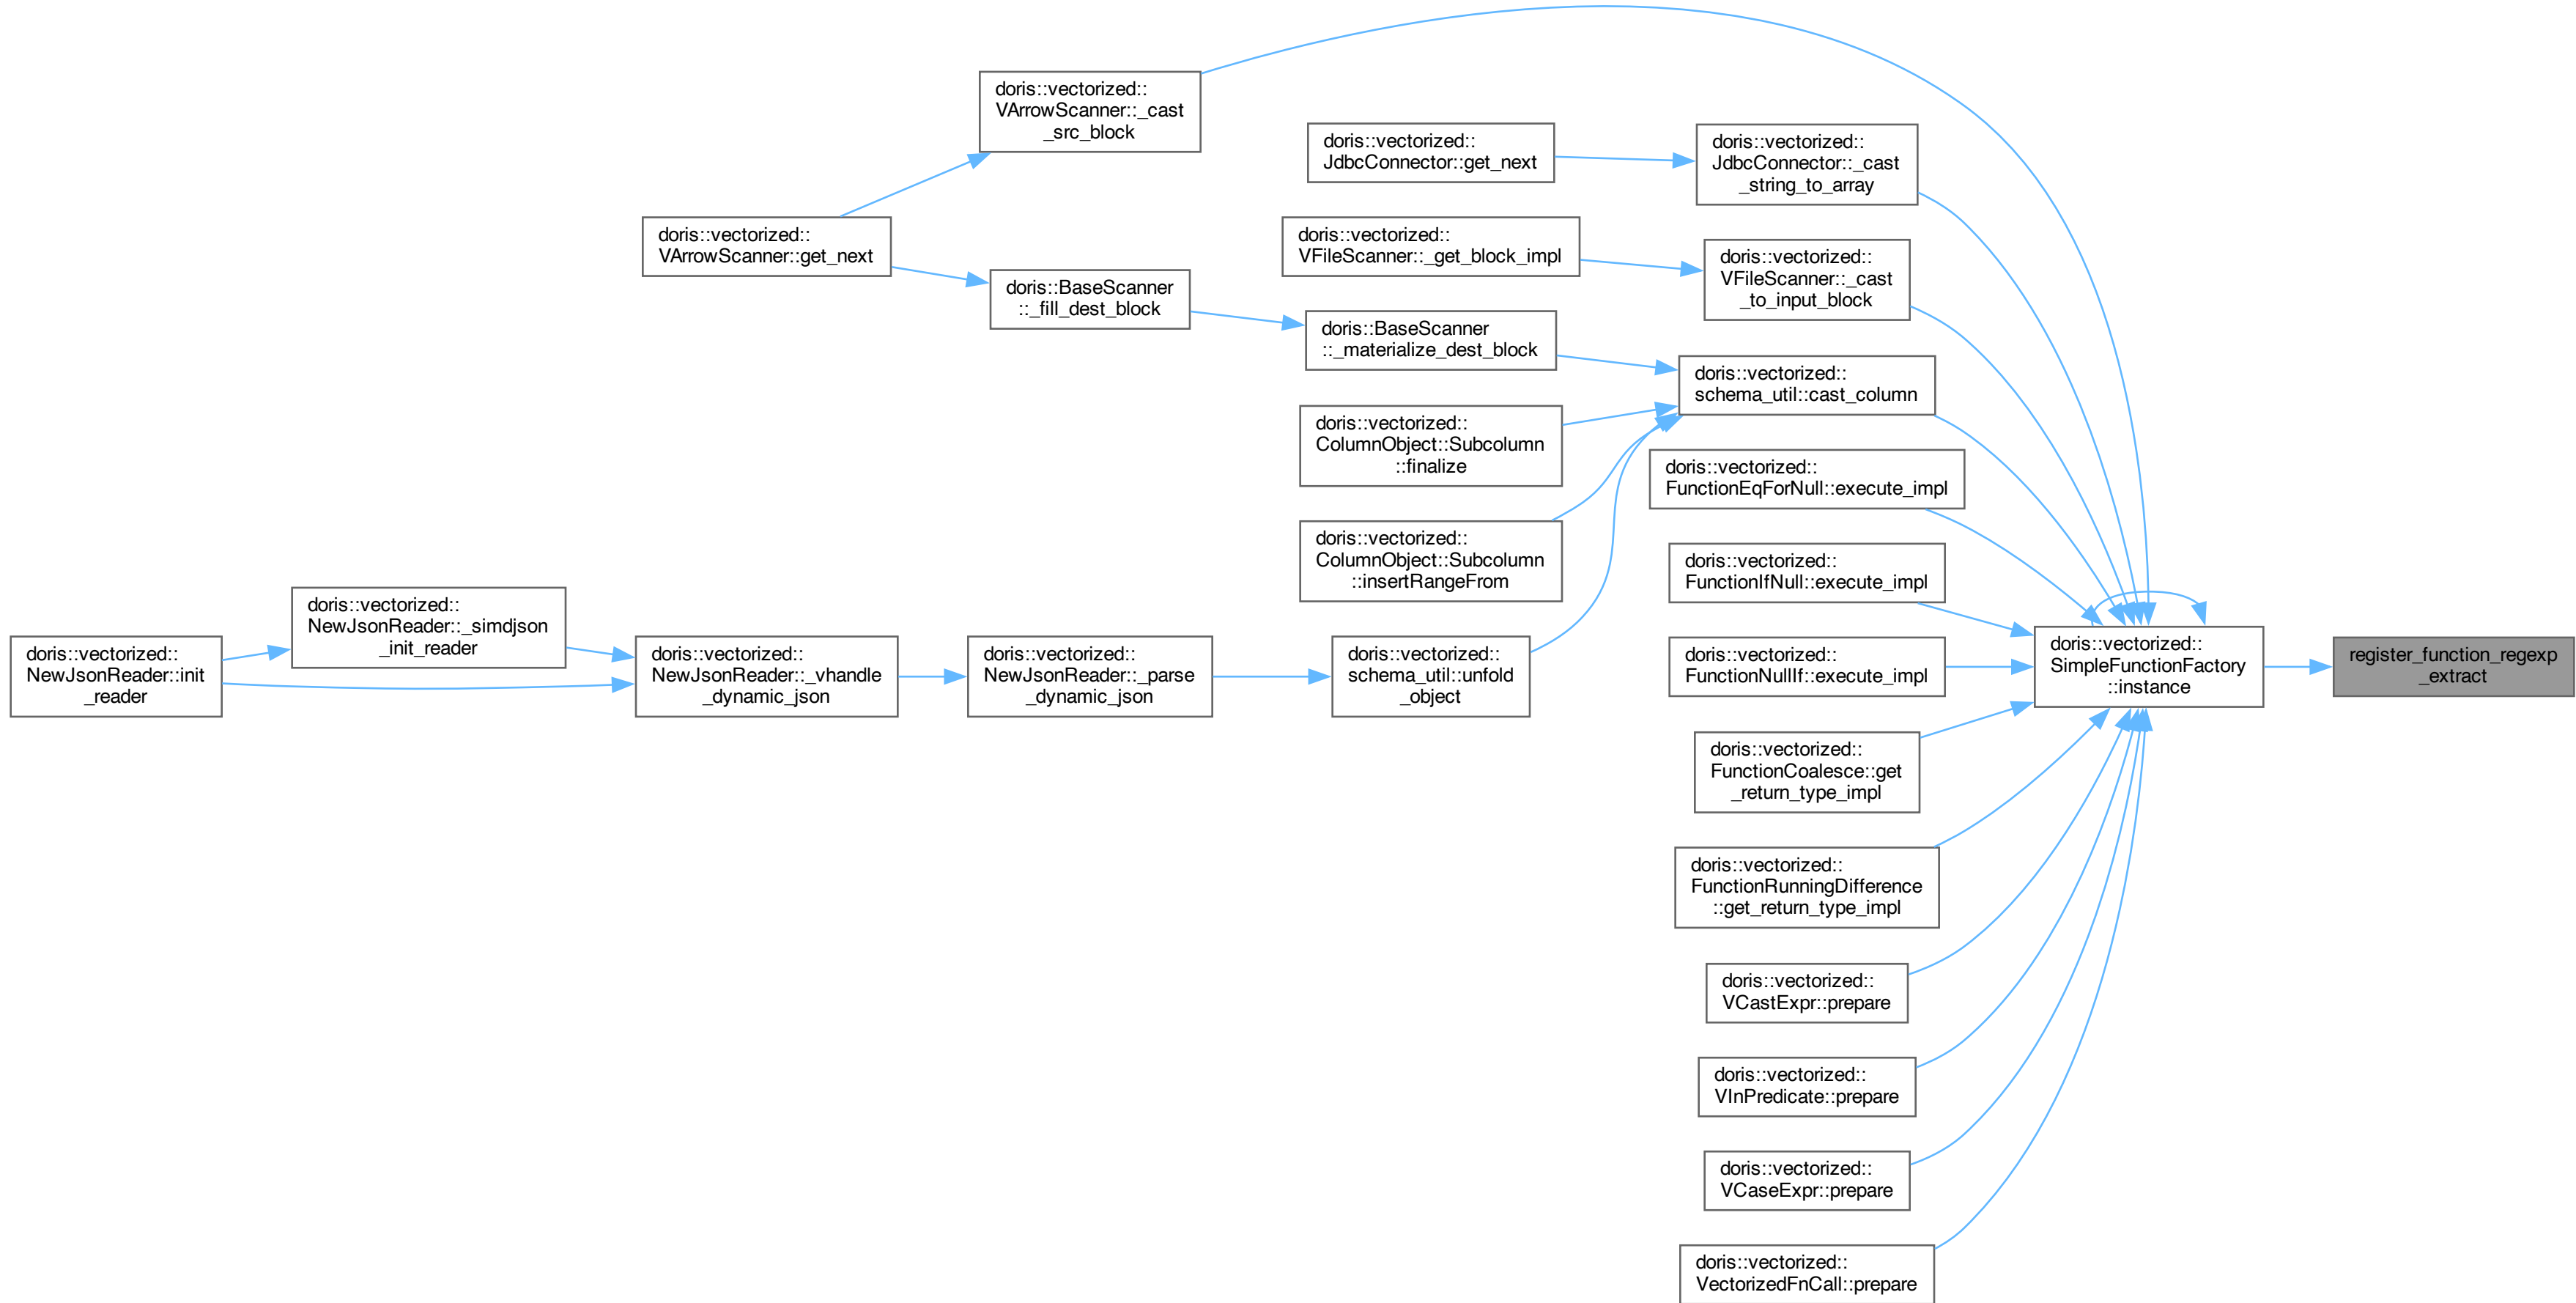 doris::vectorized::
VArrowScanner::_cast
_src_block
doris::vectorized::
JdbcConnector::get_next
doris::vectorized::
JdbcConnector::_cast
_string_to_array
doris::vectorized::
VArrowScanner::get_next
doris::vectorized::
VFileScanner::_get_block_impl
doris::vectorized::
VFileScanner::_cast
_to_input_block
doris::BaseScanner
::_fill_dest_block
doris::BaseScanner
::_materialize_dest_block
doris::vectorized::
schema_util::cast_column
doris::vectorized::
ColumnObject::Subcolumn
::finalize
doris::vectorized::
FunctionEqForNull::execute_impl
doris::vectorized::
ColumnObject::Subcolumn
::insertRangeFrom
doris::vectorized::
FunctionIfNull::execute_impl
doris::vectorized::
NewJsonReader::init
_reader
doris::vectorized::
NewJsonReader::_simdjson
_init_reader
doris::vectorized::
NewJsonReader::_vhandle
_dynamic_json
doris::vectorized::
NewJsonReader::_parse
_dynamic_json
doris::vectorized::
schema_util::unfold
_object
doris::vectorized::
FunctionNullIf::execute_impl
doris::vectorized::
SimpleFunctionFactory
::instance
register_function_regexp
_extract
doris::vectorized::
FunctionCoalesce::get
_return_type_impl
doris::vectorized::
FunctionRunningDifference
::get_return_type_impl
doris::vectorized::
VCastExpr::prepare
doris::vectorized::
VInPredicate::prepare
doris::vectorized::
VCaseExpr::prepare
doris::vectorized::
VectorizedFnCall::prepare